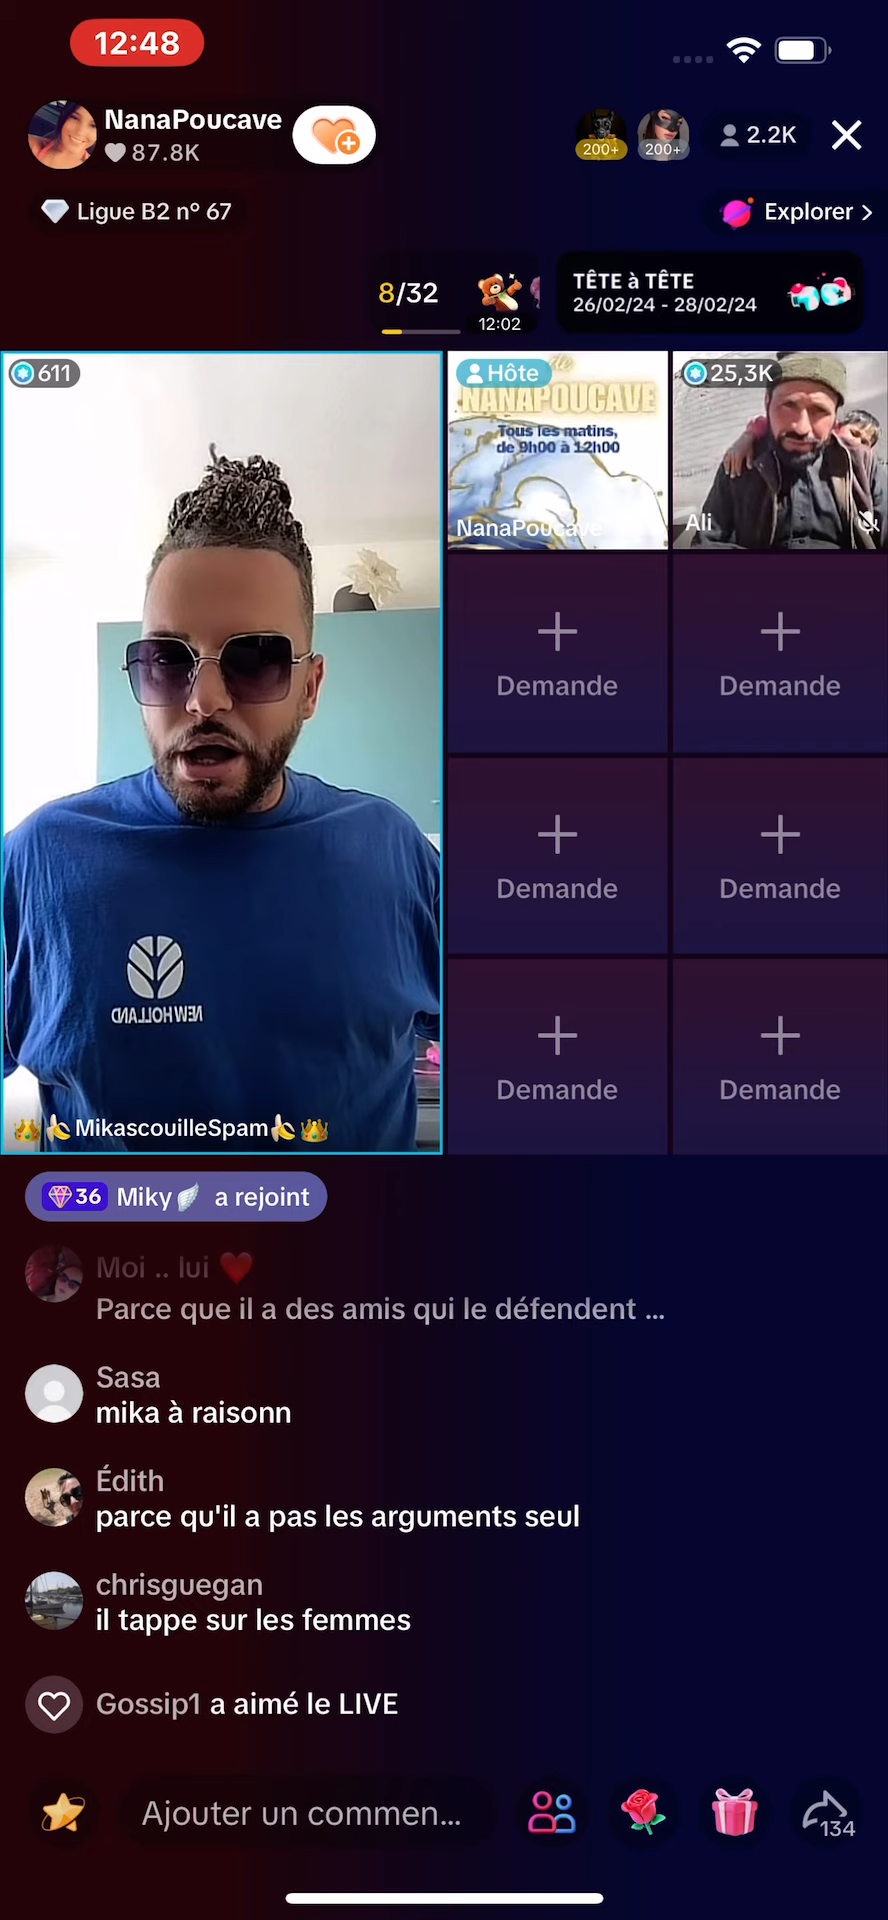 12:48
NanaPoucave
87.8K
200+
200+
2.2K
Ligue B2 nº 67
Explorer >
8/32
12:02
TÊTE à TÊTE
26/02/24 - 28/02/24
611
Hôte
de
NANAPOUCAVE
Tous les matins,
de 9h00 à 12h00
NanaPoucave
25,3K
Ali
Demande
Demande
Demande
Demande
Demande
Demande
NEW HOLLAND
MikascouilleSpam
36 Miky a rejoint
Moi .. lui
Parce que il a des amis qui le défendent ...
Sasa
mika à raisonn
Édith
parce qu'il a pas les arguments seul
chrisguegan
il tappe sur les femmes
Gossip1 a aimé le LIVE
Ajouter un commen...
134